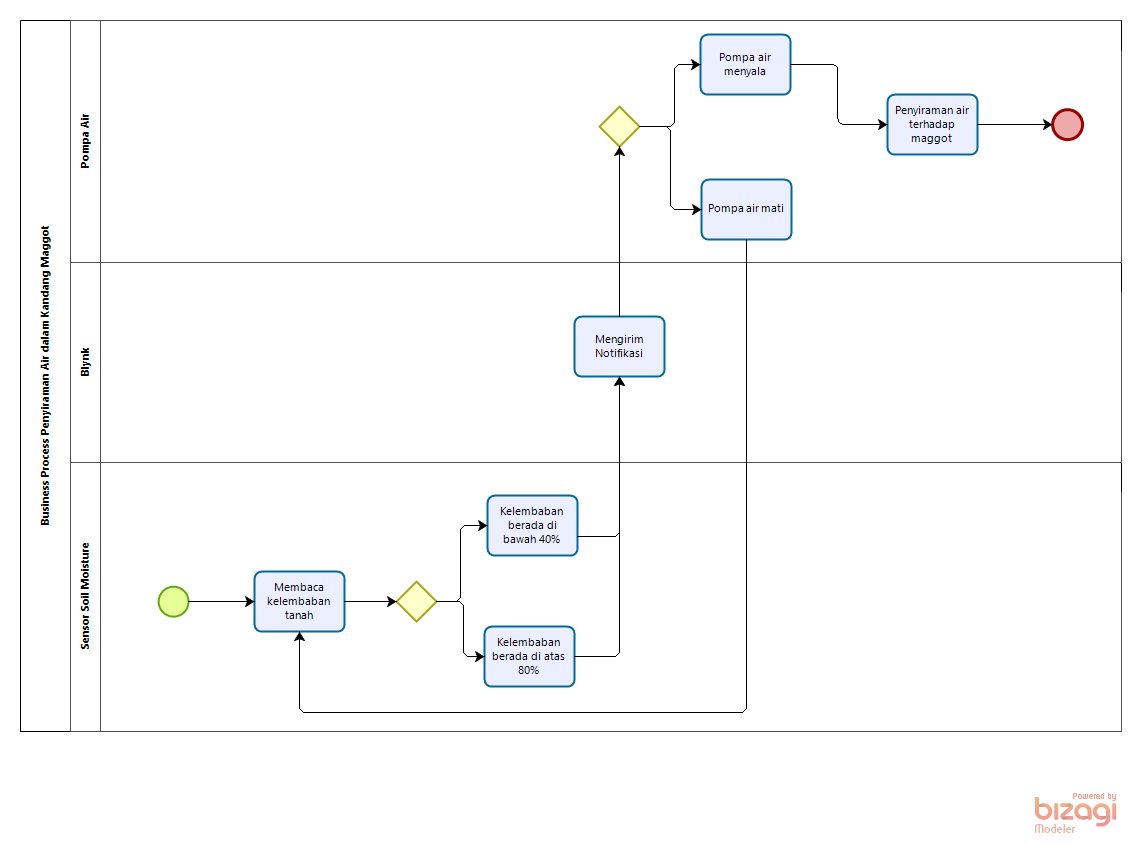 Business Process Penyiraman Air dalam Kandang Maggot
Pompa Air
Pompa air
menyala
Penyiraman air
terhadap
maggot
Pompa air mati
Blynk
Mengirim
Notifikasi
Sensor Soil Moisture
Membaca
kelembaban
tanah
Kelembaban
berada di
bawah 40%
Kelembaban
berada di atas
80%
Powered by
bizagi
Modeler